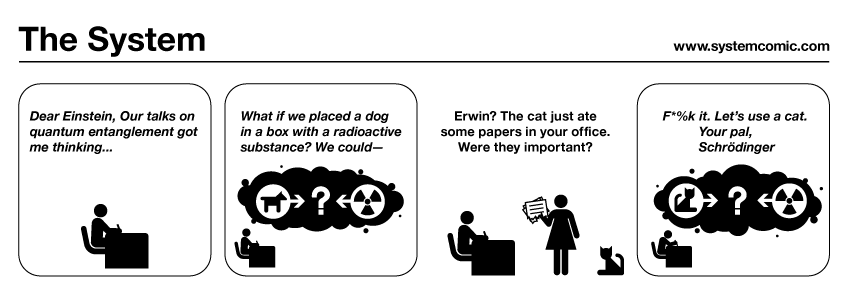 The System
www.systemcomic.com
Dear Einstein, Our talks on
quantum entanglement got
me thinking...
What if we placed a dog
in a box with a radioactive
substance? We could—
?
Erwin? The cat just ate
some papers in your office.
Were they important?
F*%k it. Let's use a cat.
Your pal,
Schrödinger
?